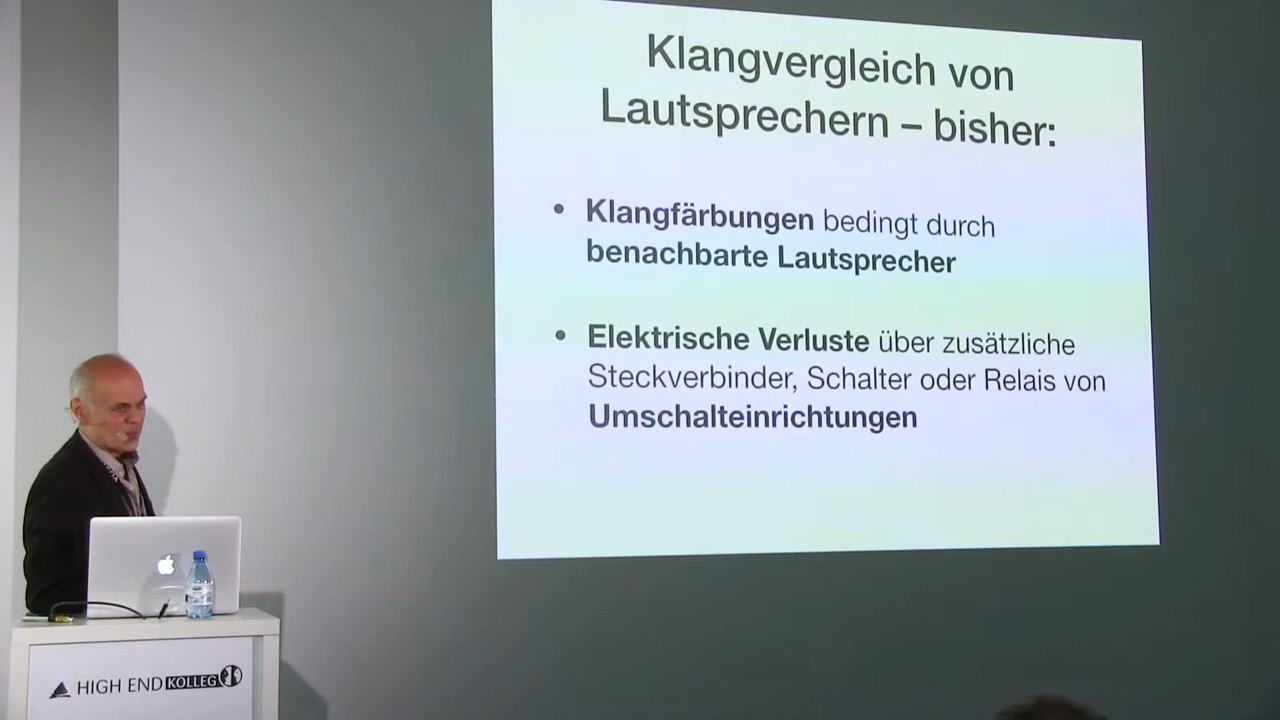 Klangvergleich von
Lautsprechern – bisher:
• Klangfärbungen bedingt durch
benachbarte Lautsprecher
• Elektrische Verluste über zusätzliche
Steckverbinder, Schalter oder Relais von
Umschalteinrichtungen
HIGH END KOLLEG